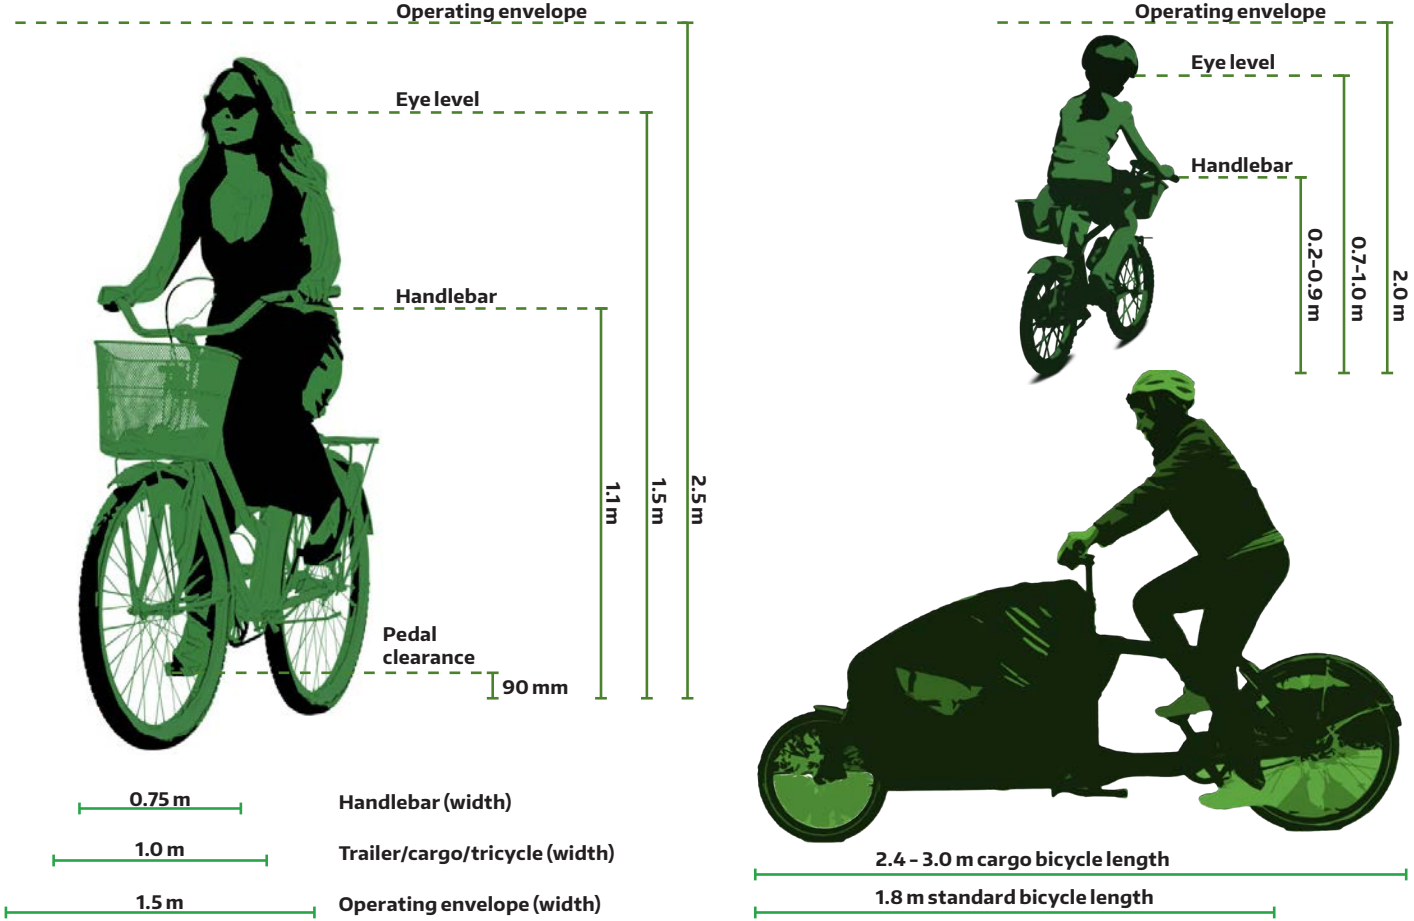 Operating envelope
Eye level
Handlebar
1.1 m
1.5 m
2.5 m
Pedal
clearance
90 mm
0.75 m
Handlebar (width)
1.0 m
Trailer/cargo/tricycle (width)
1.5 m
Operating envelope (width)
Operating envelope
Eye level
Handlebar
0.2–0.9 m
0.7–1.0 m
2.0 m
2.4 – 3.0 m cargo bicycle length
1.8 m standard bicycle length